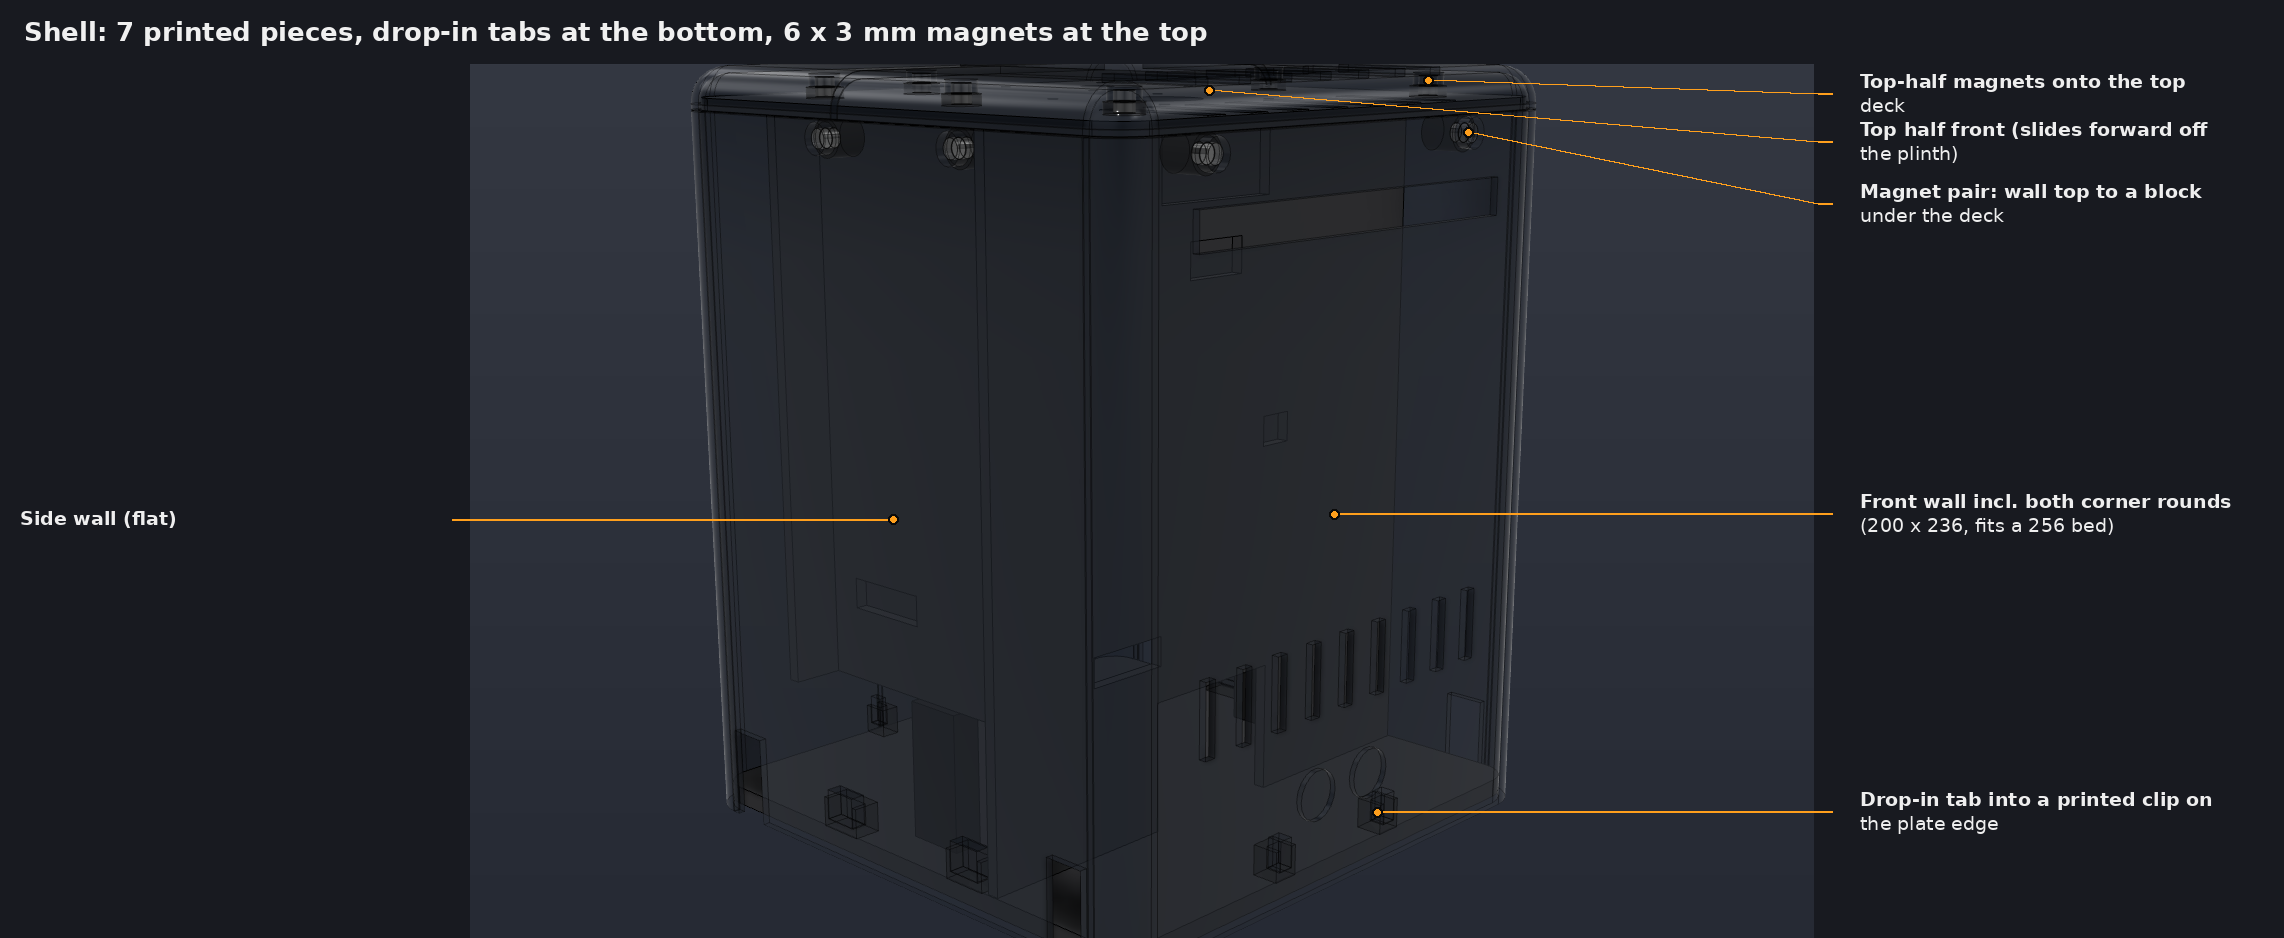 Shell: 7 printed pieces, drop-in tabs at the bottom, 6 x 3 mm magnets at the top
Top-half magnets onto the top
deck
Top half front (slides forward off
the plinth)
Magnet pair: wall top to a block
under the deck
Side wall (flat)
Front wall incl. both corner rounds
(200 x 236, fits a 256 bed)
Drop-in tab into a printed clip on
the plate edge